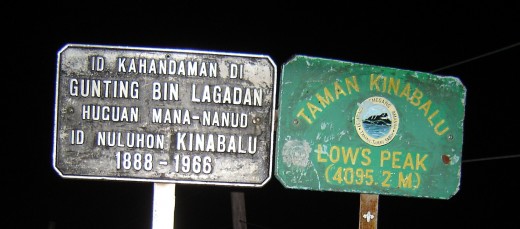 ID KAHANDAMAN DI
GUNTING BIN LAGADAN
HUGUAN MANA-NANUD
ID NULUHON KINABALU
1888-1966
TAMAN KINABALU
LOW'S PEAK
(4095.2 M)